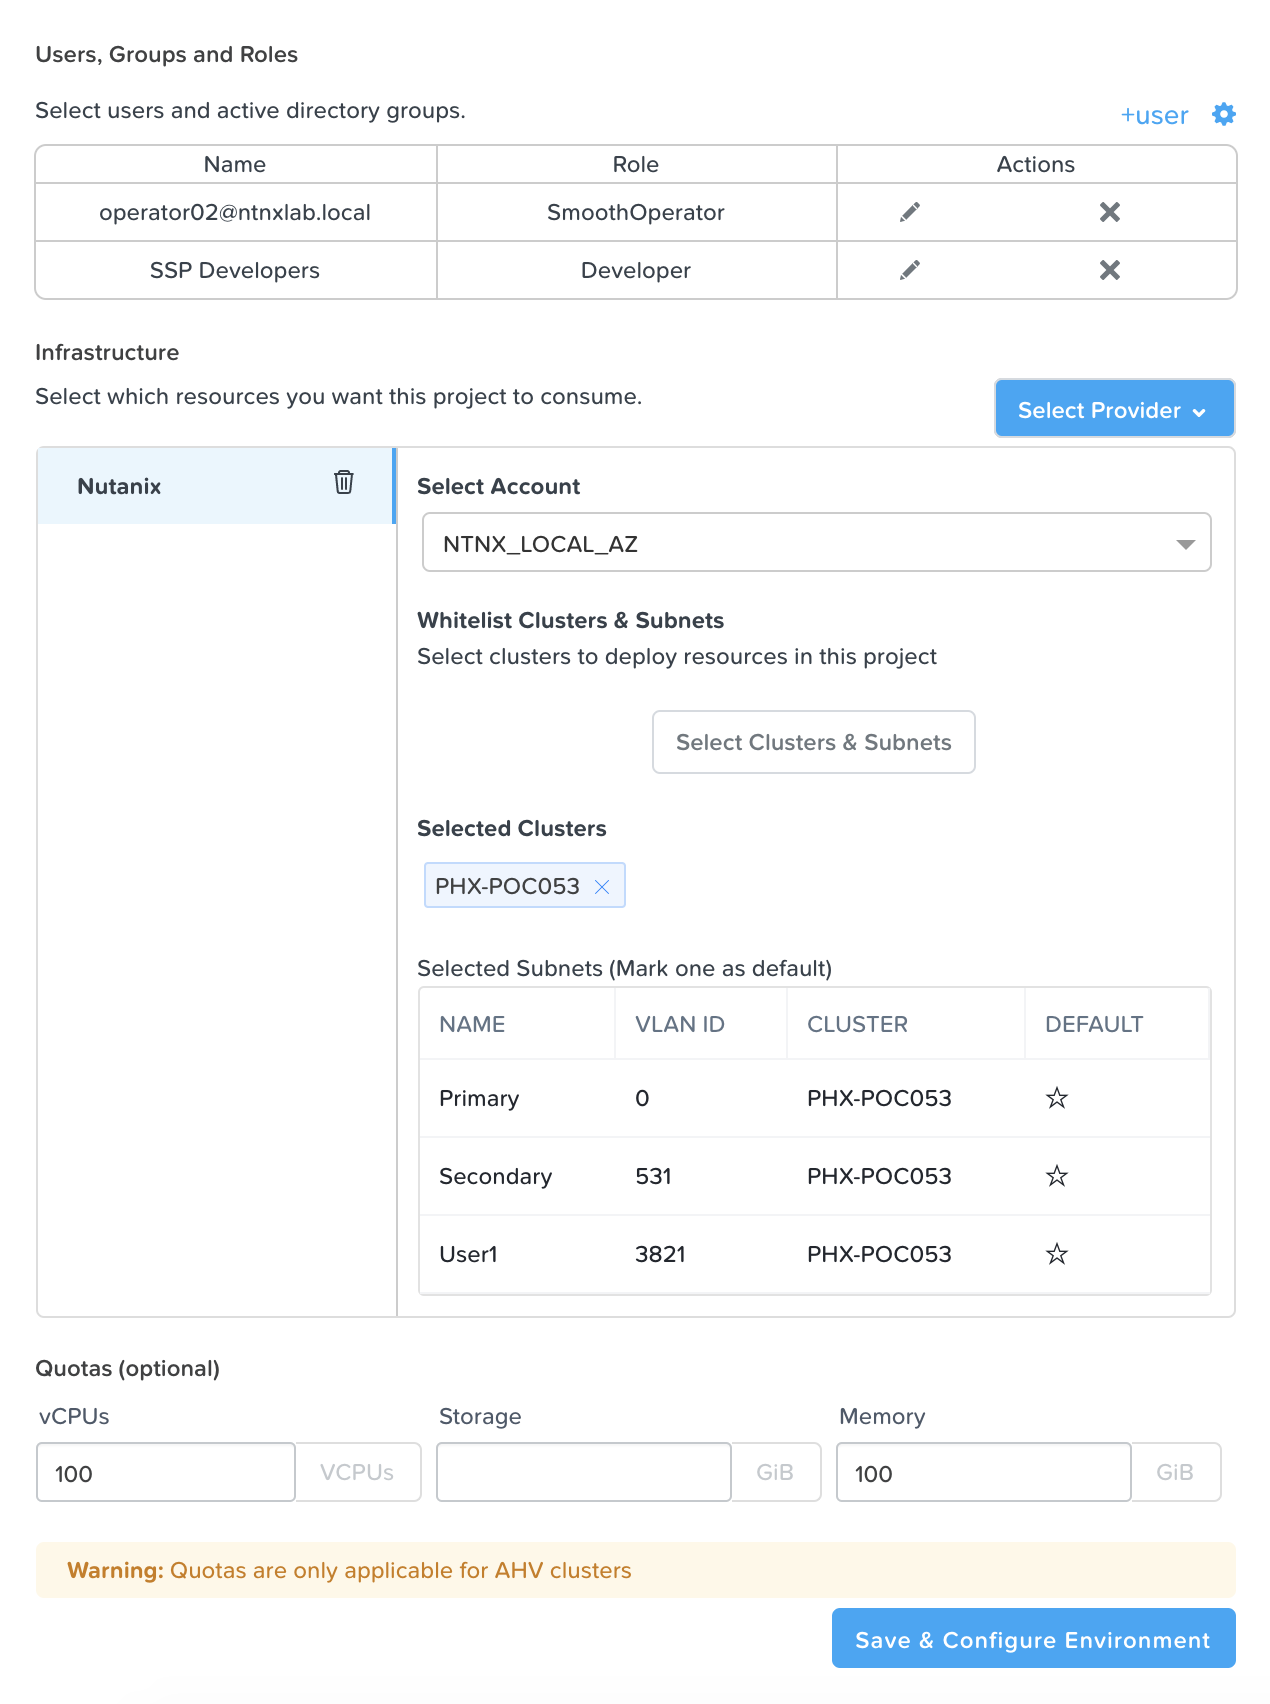 Users, Groups and Roles
Select users and active directory groups.
+user
Name Role Actions
operator02@ntnxlab.local SmoothOperator
SSP Developers Developer
Infrastructure
Select which resources you want this project to consume.
Select Provider
Nutanix
Select Account
NTNX_LOCAL_AZ
Whitelist Clusters & Subnets
Select clusters to deploy resources in this project
Select Clusters & Subnets
Selected Clusters
PHX-POC053
Selected Subnets (Mark one as default)
NAME VLAN ID CLUSTER DEFAULT
Primary 0 PHX-POC053
Secondary 531 PHX-POC053
User1 3821 PHX-POC053
Quotas (optional)
vCPUs Storage Memory
100 VCPUs GiB 100 GiB
Warning: Quotas are only applicable for AHV clusters
Save & Configure Environment